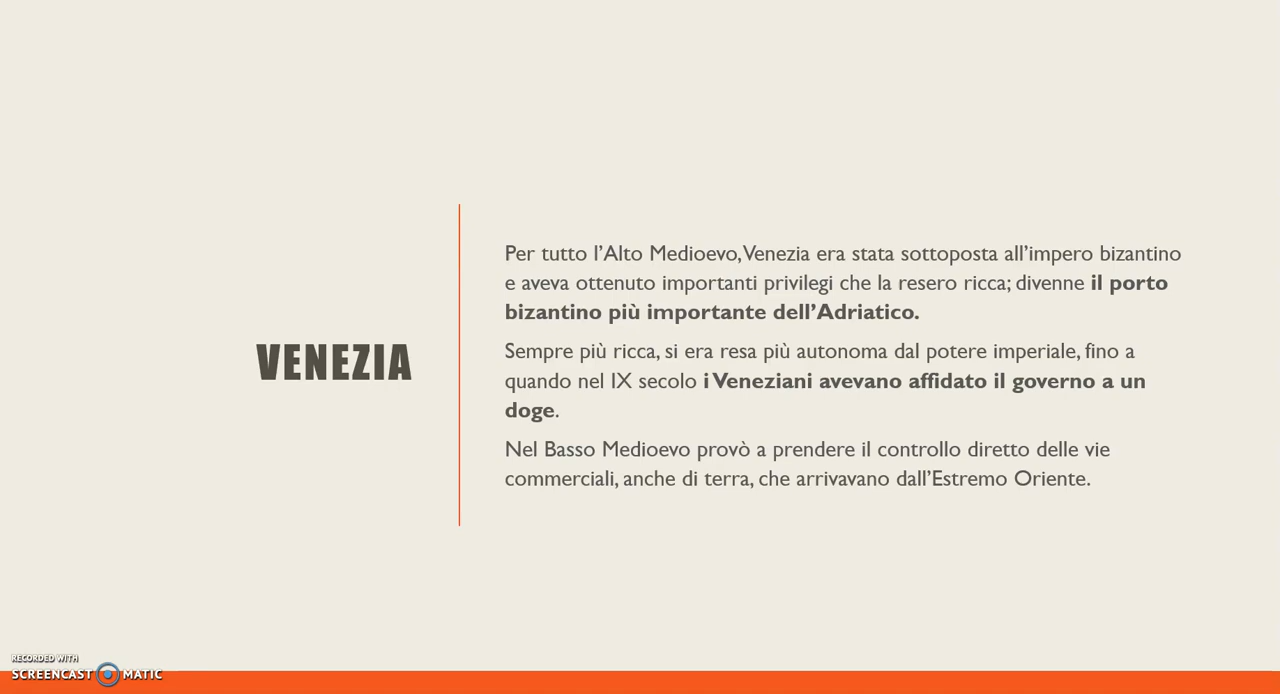 VENEZIA
Per tutto l’Alto Medioevo, Venezia era stata sottoposta all’impero bizantino
e aveva ottenuto importanti privilegi che la resero ricca; divenne il porto
bizantino più importante dell’Adriatico.
Sempre più ricca, si era resa più autonoma dal potere imperiale, fino a
quando nel IX secolo i Veneziani avevano affidato il governo a un
doge.
Nel Basso Medioevo provò a prendere il controllo diretto delle vie
commerciali, anche di terra, che arrivavano dall’Estremo Oriente.
RECORDED WITH
SCREENCAST MATIC